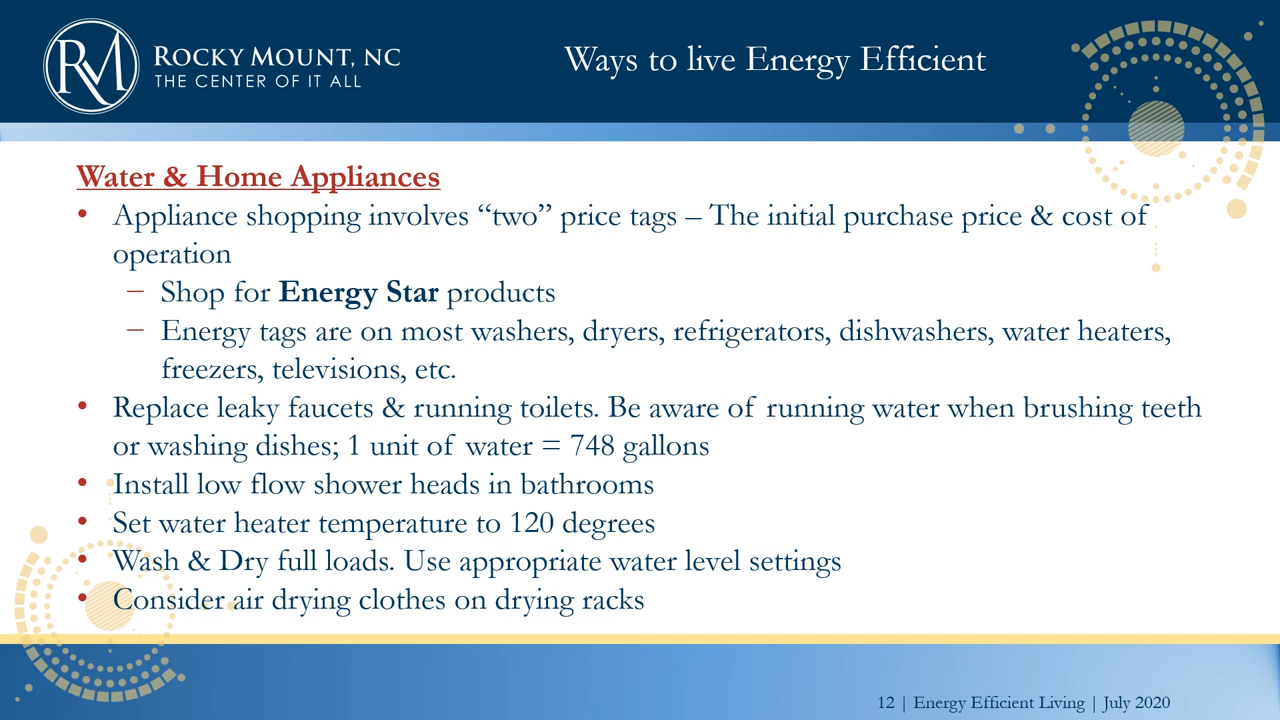 RM
ROCKY MOUNT, NC
THE CENTER OF IT ALL
Ways to live Energy Efficient
Water & Home Appliances
• Appliance shopping involves “two” price tags – The initial purchase price & cost of
operation
– Shop for Energy Star products
– Energy tags are on most washers, dryers, refrigerators, dishwashers, water heaters,
freezers, televisions, etc.
• Replace leaky faucets & running toilets. Be aware of running water when brushing teeth
or washing dishes; 1 unit of water = 748 gallons
• Install low flow shower heads in bathrooms
• Set water heater temperature to 120 degrees
• Wash & Dry full loads. Use appropriate water level settings
• Consider air drying clothes on drying racks
12 | Energy Efficient Living | July 2020